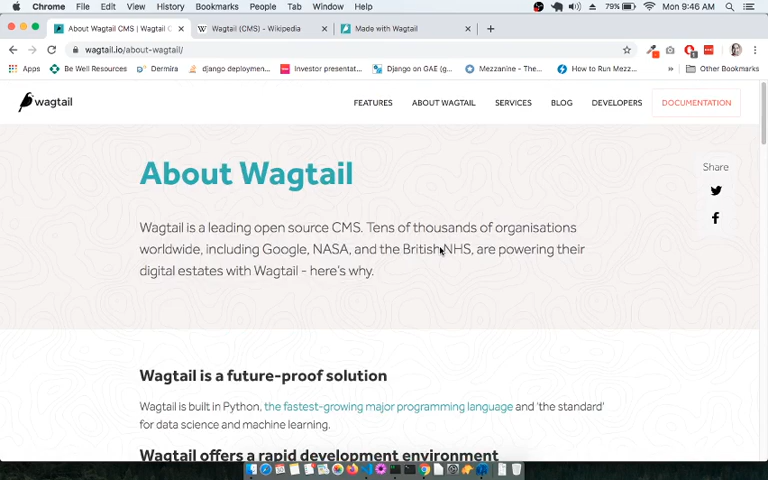 Chrome File Edit View History Bookmarks People Tab Window Help 79% Mon 9:46 AM
About Wagtail CMS | Wagtail C Wagtail (CMS) - Wikipedia Made with Wagtail
wagtail.io/about-wagtail/
Apps Be Well Resources Dermira django deploymen... Investor presentat... Django on GAE (g... Mezzanine - The... How to Run Mezz... » Other Bookmarks
wagtail FEATURES ABOUT WAGTAIL SERVICES BLOG DEVELOPERS DOCUMENTATION
About Wagtail
Share
Wagtail is a leading open source CMS. Tens of thousands of organisations
worldwide, including Google, NASA, and the British NHS, are powering their
digital estates with Wagtail - here's why.
Wagtail is a future-proof solution
Wagtail is built in Python, the fastest-growing major programming language and 'the standard'
for data science and machine learning.
Wagtail offers a rapid development environment